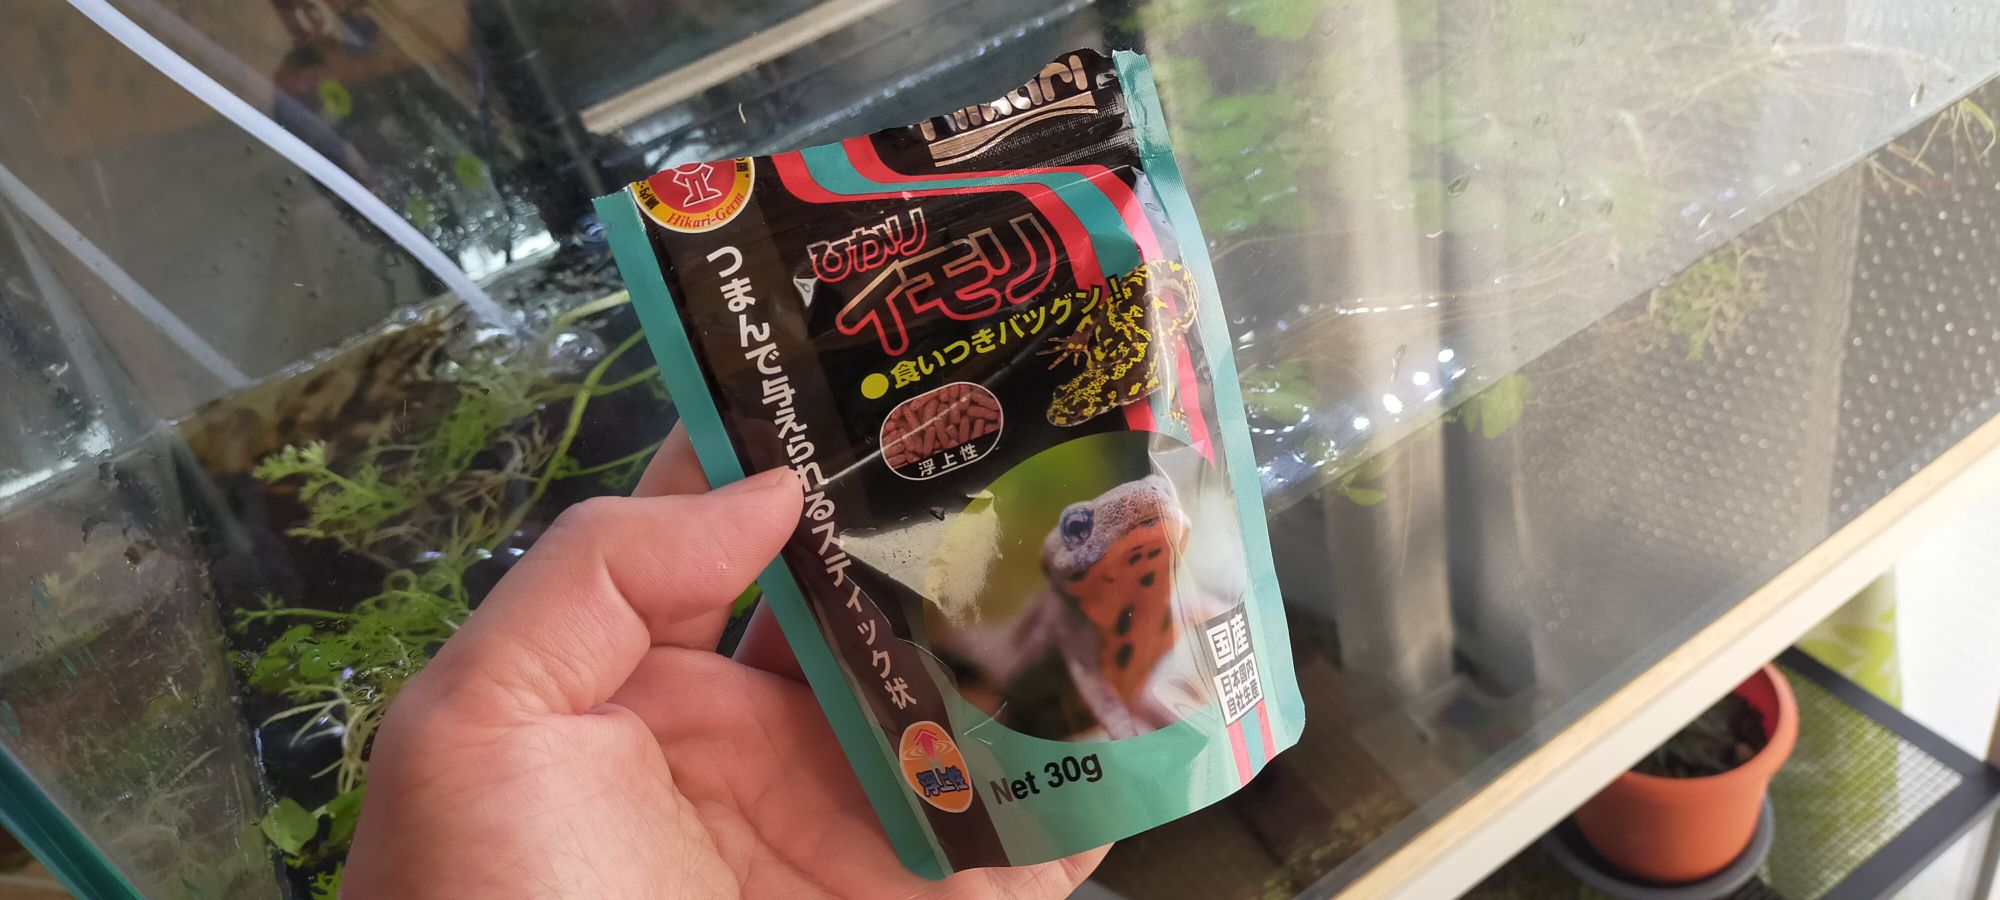 Hikari
Hikari-Germ
ひかり
イモリ
●食いつきバツグン!
つまんで与えられるスティック状
浮上性
国産
日本国内
自社生産
浮上性
Net 30g